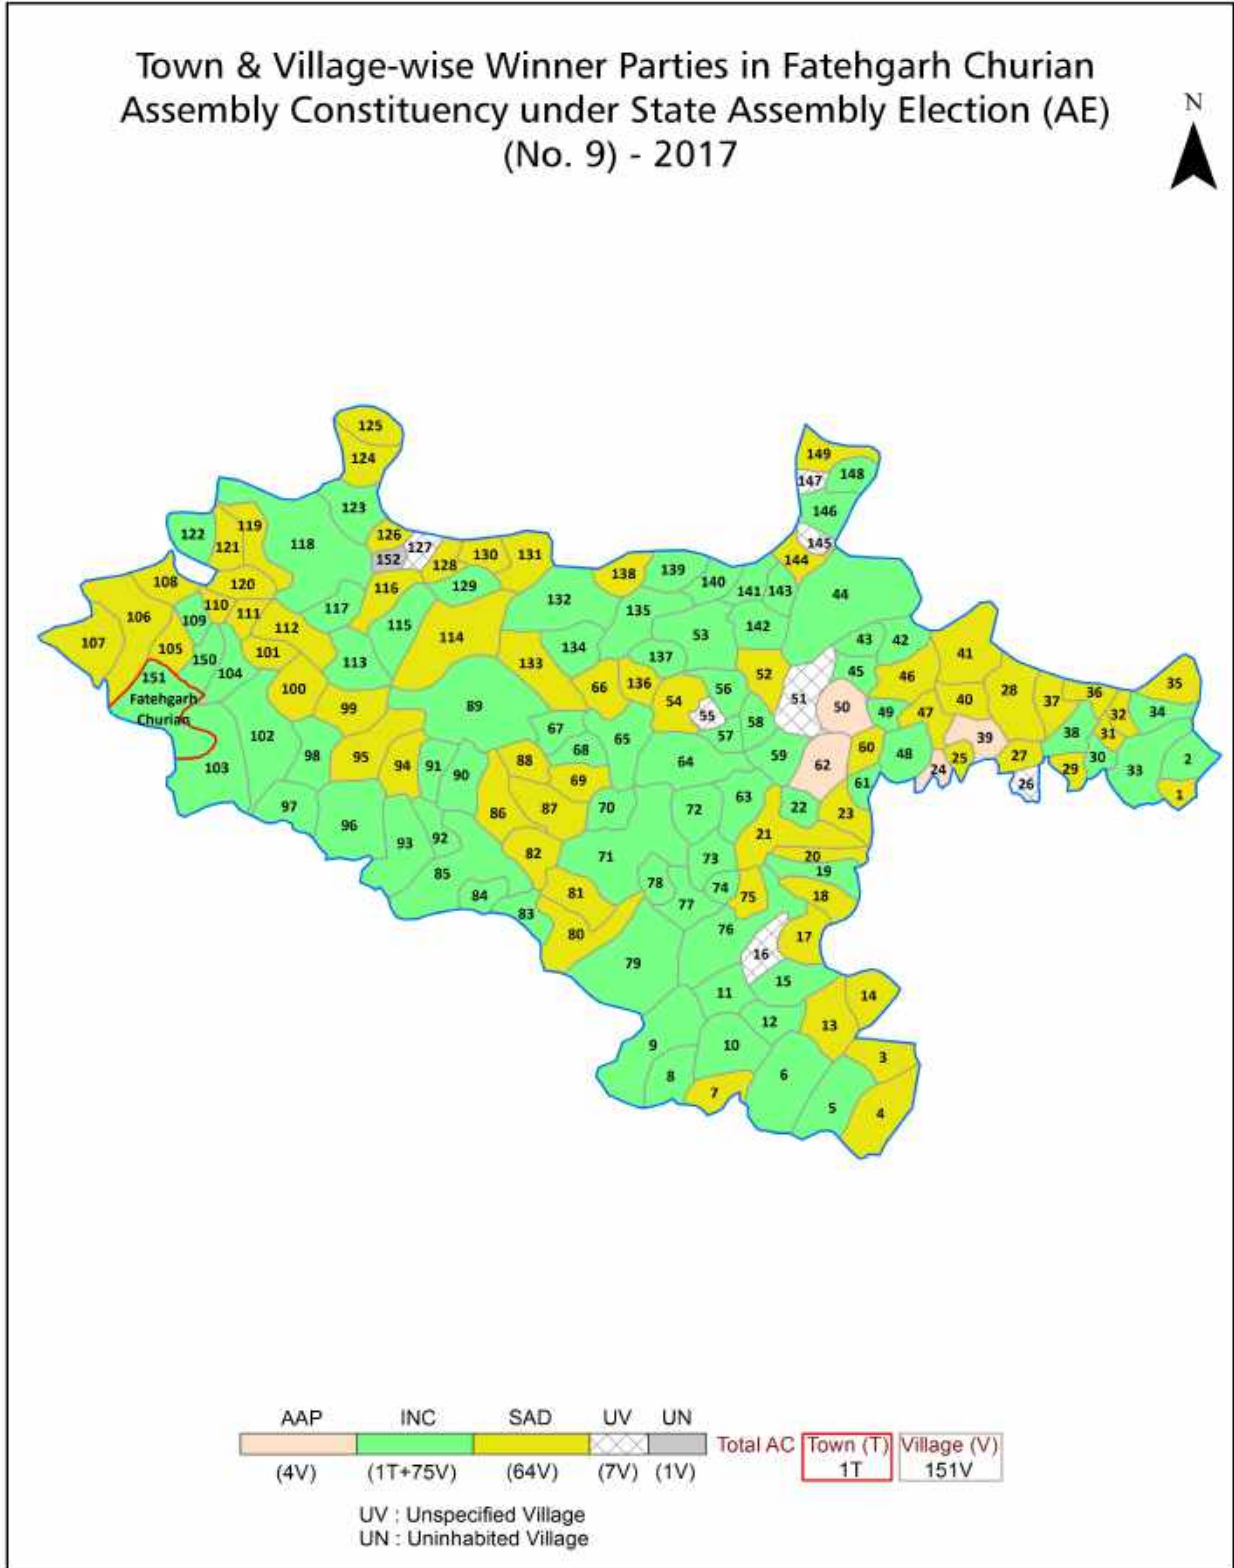 Town & Village-wise Winner Parties in Fatehgarh Churian
Assembly Constituency under State Assembly Election (AE)
(No. 9) - 2017
N
125
124
149
147 148
123
146
119
122 121 118
126
127
145
152 128 130 131
144
108 120 116 129 138 139 140 141 143
44
106 109 110 111 117 132 135
107 112 115 114 142
43 42
105 150 101 113 134 53
137
41
151 104 133 52 45 46
Fatehgarh
Churian
100 66 136 54 56 51 50
40 28 37 36 35
99 89 55 58 49 47 32 34
102 67 65 57 39 38 31
103 98 95 94 91 90 88 68 64 59 62 60 48 25 27 30 2
69 24 29 33
97 86 87 70 72 63 22 61 26 1
96 23
93 92 82 71 73 21
20
85 78 74 19
84 81 77 75 18
83 80 76 17
79 16
15
11 14
12 13
9 10
8 6 3
7 5 4
AAP INC SAD UV UN
Total AC Town (T) Village (V)
1T 151V
(4V) (1T+75V) (64V) (7V) (1V)
UV : Unspecified Village
UN : Uninhabited Village